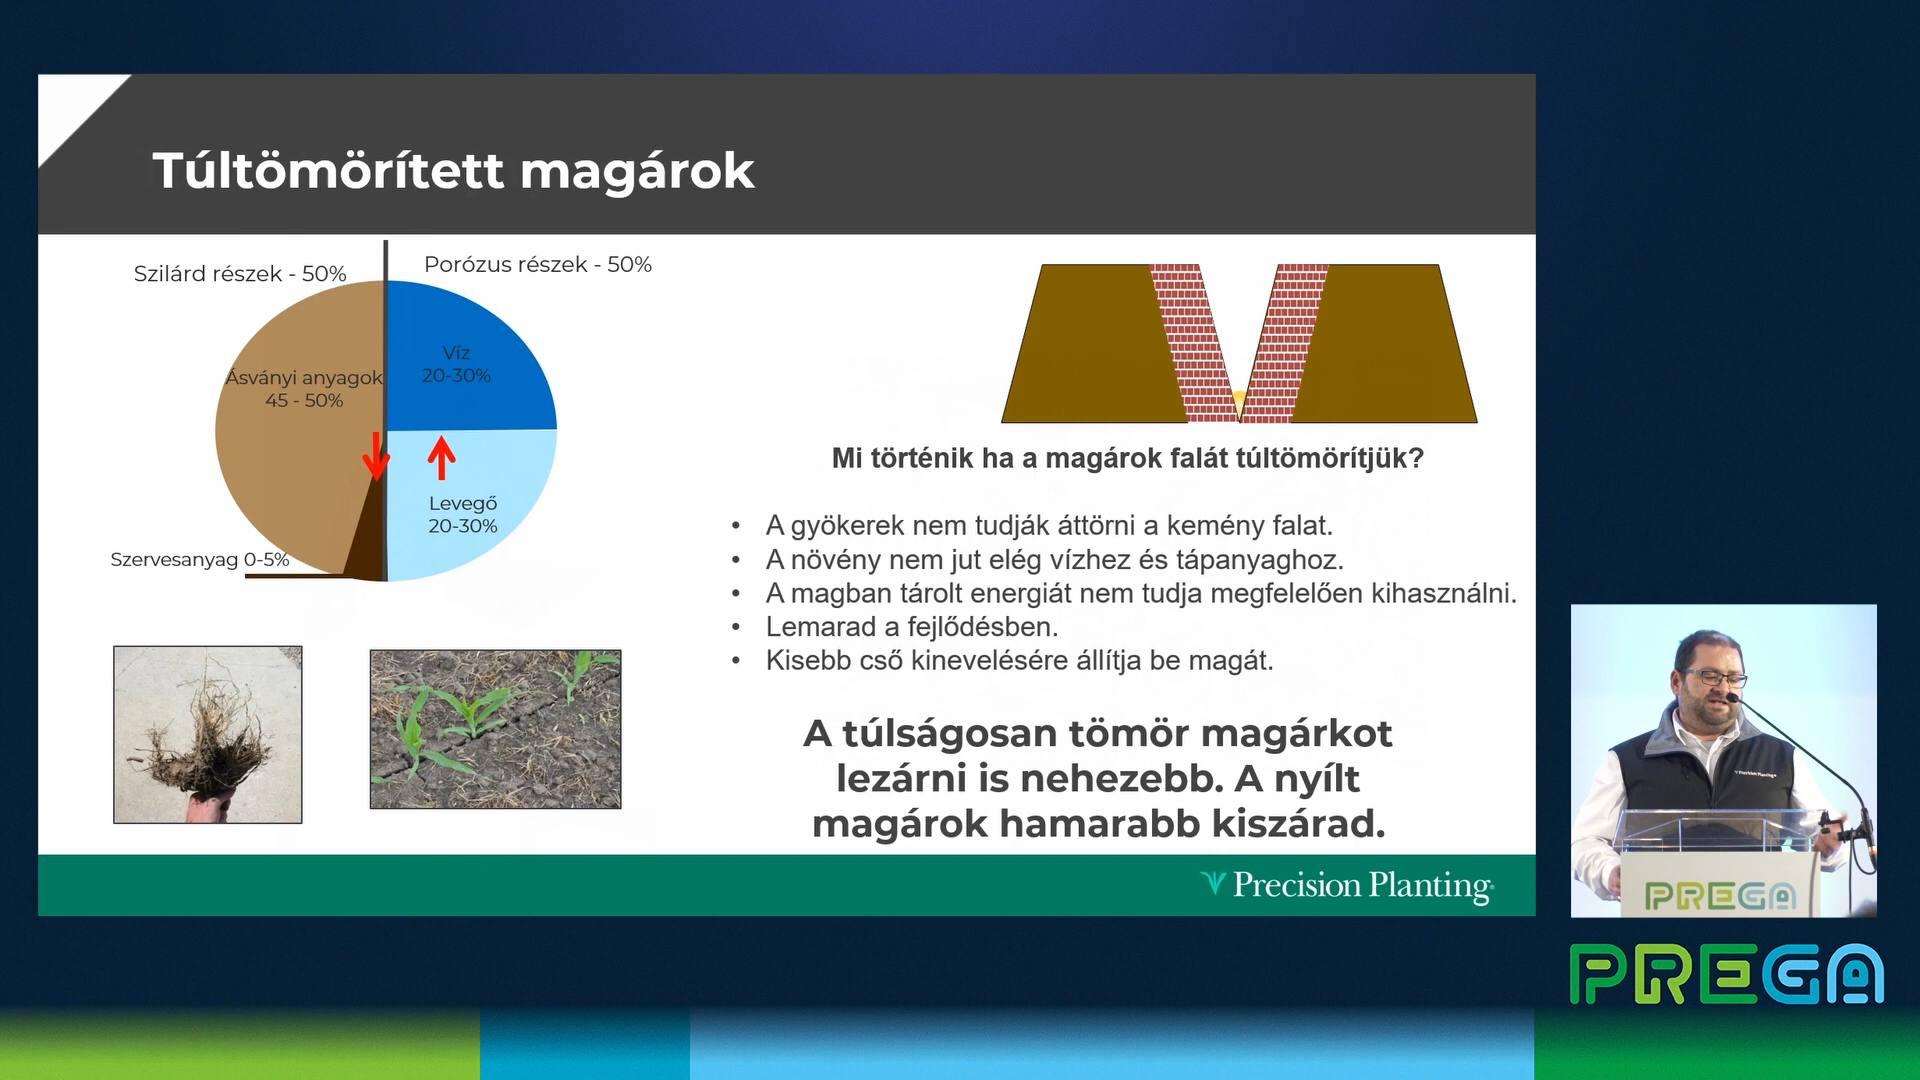 Túltömörített magárok
Szilárd részek - 50%
Porózus részek - 50%
Víz
20-30%
Ásványi anyagok
45 - 50%
Levegő
20-30%
Szervesanyag 0-5%
Mi történik ha a magárok falát túltömörítjük?
• A gyökerek nem tudják áttörni a kemény falat.
• A növény nem jut elég vízhez és tápanyaghoz.
• A magban tárolt energiát nem tudja megfelelően kihasználni.
• Lemarad a fejlődésben.
• Kisebb cső kinevelésére állítja be magát.
A túlságosan tömör magárkot
lezárni is nehezebb. A nyílt
magárok hamarabb kiszárad.
Precision Planting
Precision Planting
PREGA
PREGA